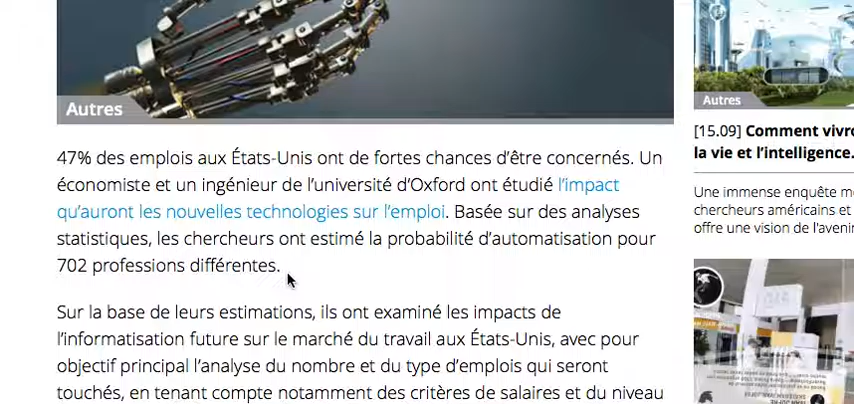 Autres
47% des emplois aux États-Unis ont de fortes chances d’être concernés. Un
économiste et un ingénieur de l’université d’Oxford ont étudié l’impact
qu’auront les nouvelles technologies sur l’emploi. Basée sur des analyses
statistiques, les chercheurs ont estimé la probabilité d’automatisation pour
702 professions différentes.
Sur la base de leurs estimations, ils ont examiné les impacts de
l’informatisation future sur le marché du travail aux États-Unis, avec pour
objectif principal l’analyse du nombre et du type d’emplois qui seront
touchés, en tenant compte notamment des critères de salaires et du niveau
Autres
[15.09] Comment vivro
la vie et l’intelligence.
Une immense enquête me
chercheurs américains et
offre une vision de l’aveni